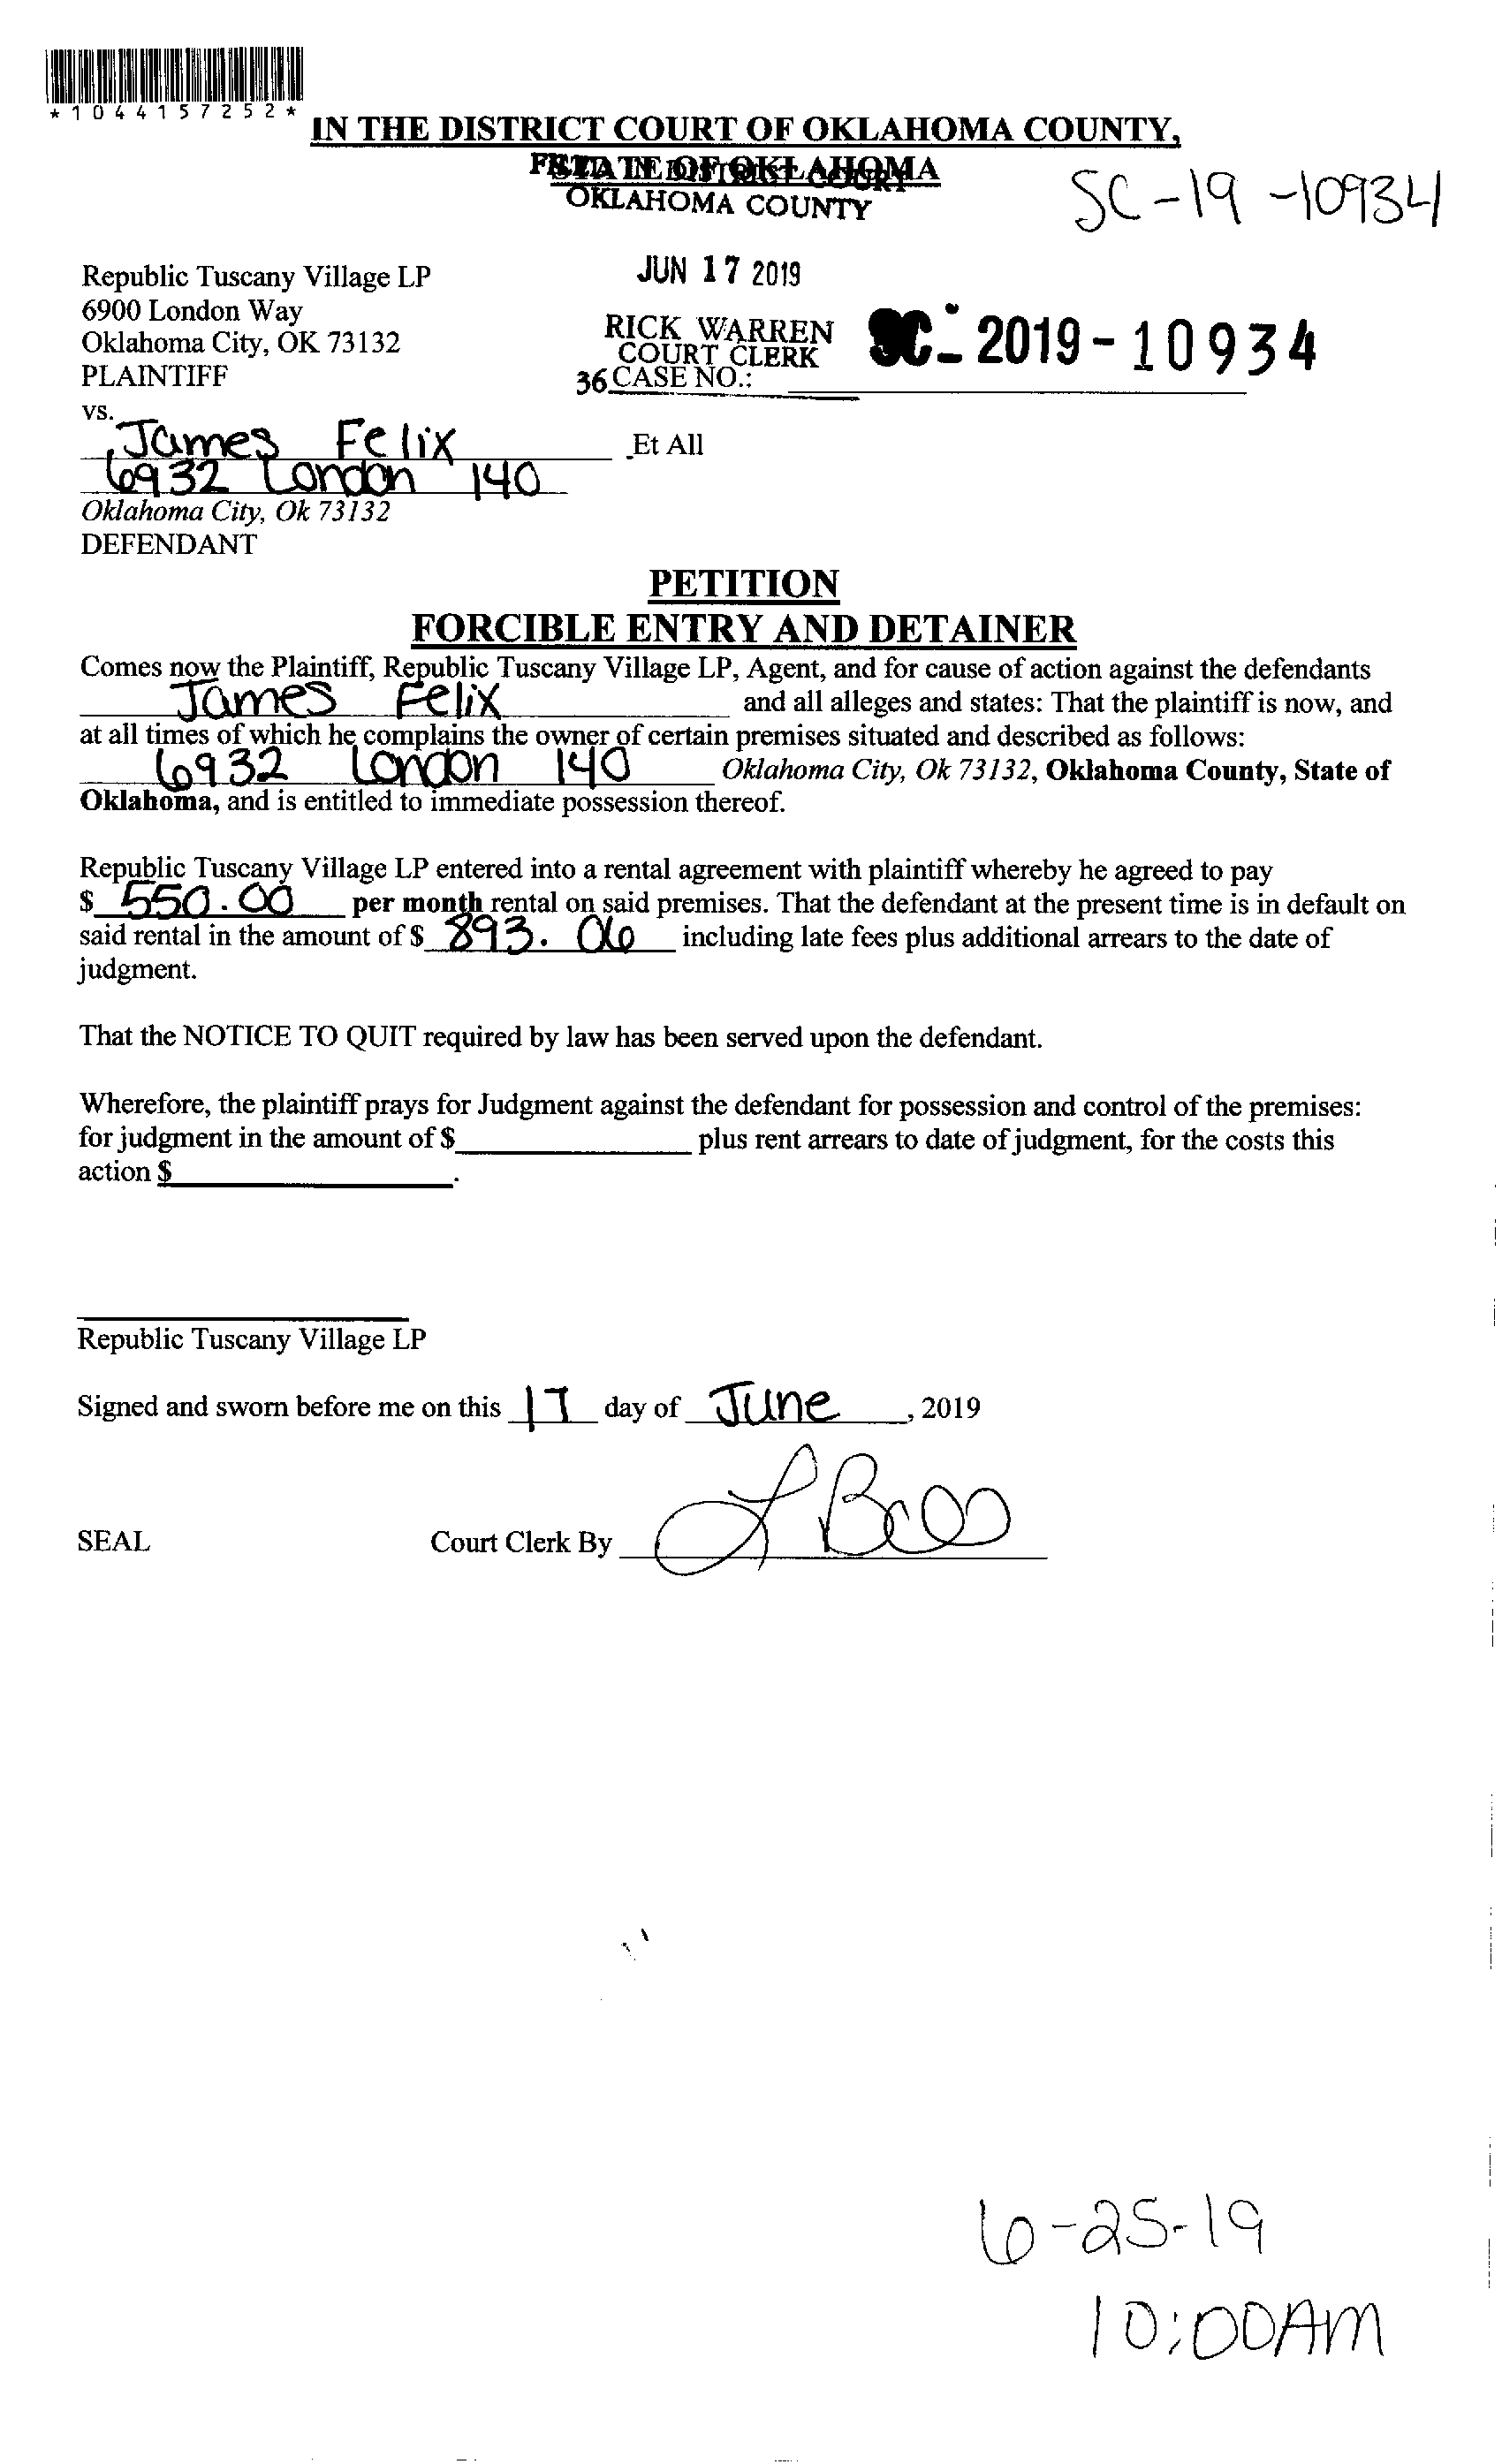 *1044157252*
IN THE DISTRICT COURT OF OKLAHOMA COUNTY,
STATE OF OKLAHOMA
FILED IN DISTRICT COURT
OKLAHOMA COUNTY
SC-19-10934
JUN 17 2019
Republic Tuscany Village LP
6900 London Way
Oklahoma City, OK 73132
PLAINTIFF
RICK WARREN
COURT CLERK
36 CASE NO.: SC-2019-10934
vs.
James Felix Et All
6932 London 140
Oklahoma City, Ok 73132
DEFENDANT
PETITION
FORCIBLE ENTRY AND DETAINER
Comes now the Plaintiff, Republic Tuscany Village LP, Agent, and for cause of action against the defendants
James Felix and all alleges and states: That the plaintiff is now, and
at all times of which he complains the owner of certain premises situated and described as follows:
6932 London 140 Oklahoma City, Ok 73132, Oklahoma County, State of
Oklahoma, and is entitled to immediate possession thereof.
Republic Tuscany Village LP entered into a rental agreement with plaintiff whereby he agreed to pay
$ 550.00 per month rental on said premises. That the defendant at the present time is in default on
said rental in the amount of $ 893.06 including late fees plus additional arrears to the date of
judgment.
That the NOTICE TO QUIT required by law has been served upon the defendant.
Wherefore, the plaintiff prays for Judgment against the defendant for possession and control of the premises:
for judgment in the amount of $ plus rent arrears to date of judgment, for the costs this
action $ .
Republic Tuscany Village LP
Signed and sworn before me on this 17 day of June, 2019
SEAL Court Clerk By
6-25-19
10:00AM